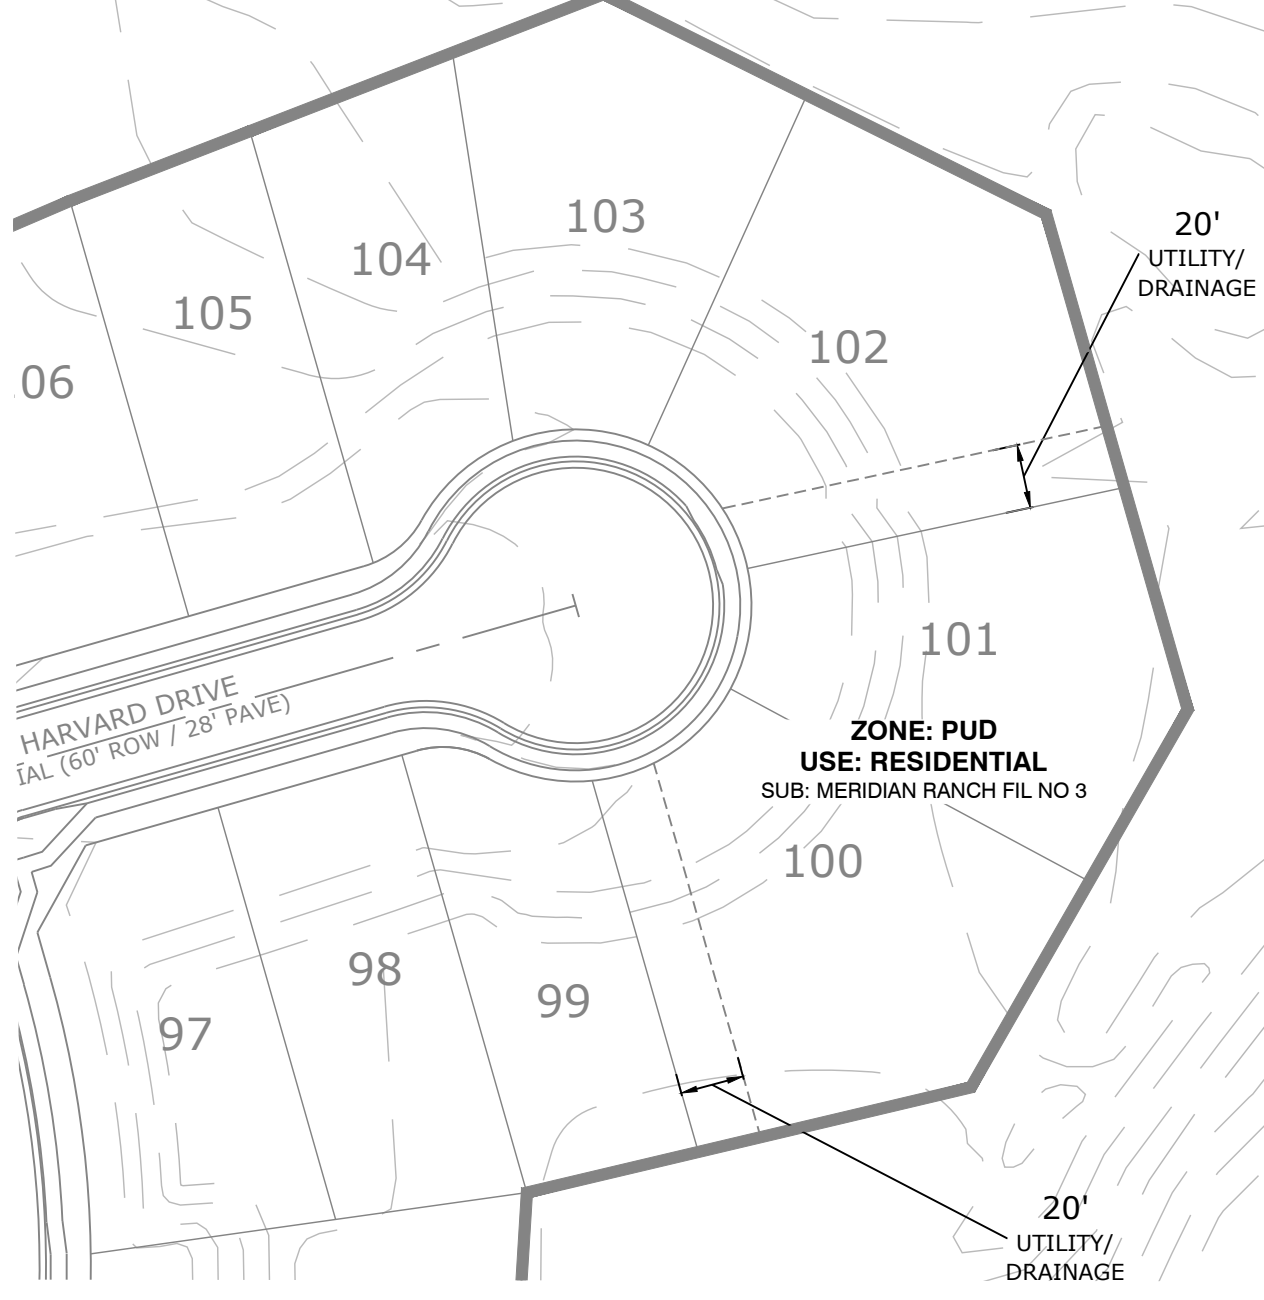 103
20'
UTILITY/
DRAINAGE
104
105
102
06
101
HARVARD DRIVE
IAL (60' ROW / 28' PAVE)
ZONE: PUD
USE: RESIDENTIAL
SUB: MERIDIAN RANCH FIL NO 3
100
98
99
97
20'
UTILITY/
DRAINAGE